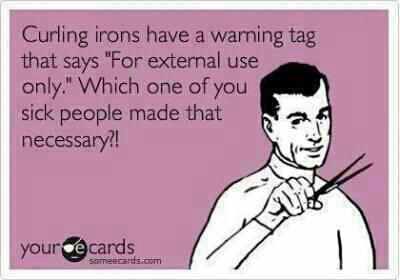 Curling irons have a warning tag
that says "For external use
only." Which one of you
sick people made that
necessary?!
your e cards
someecards.com